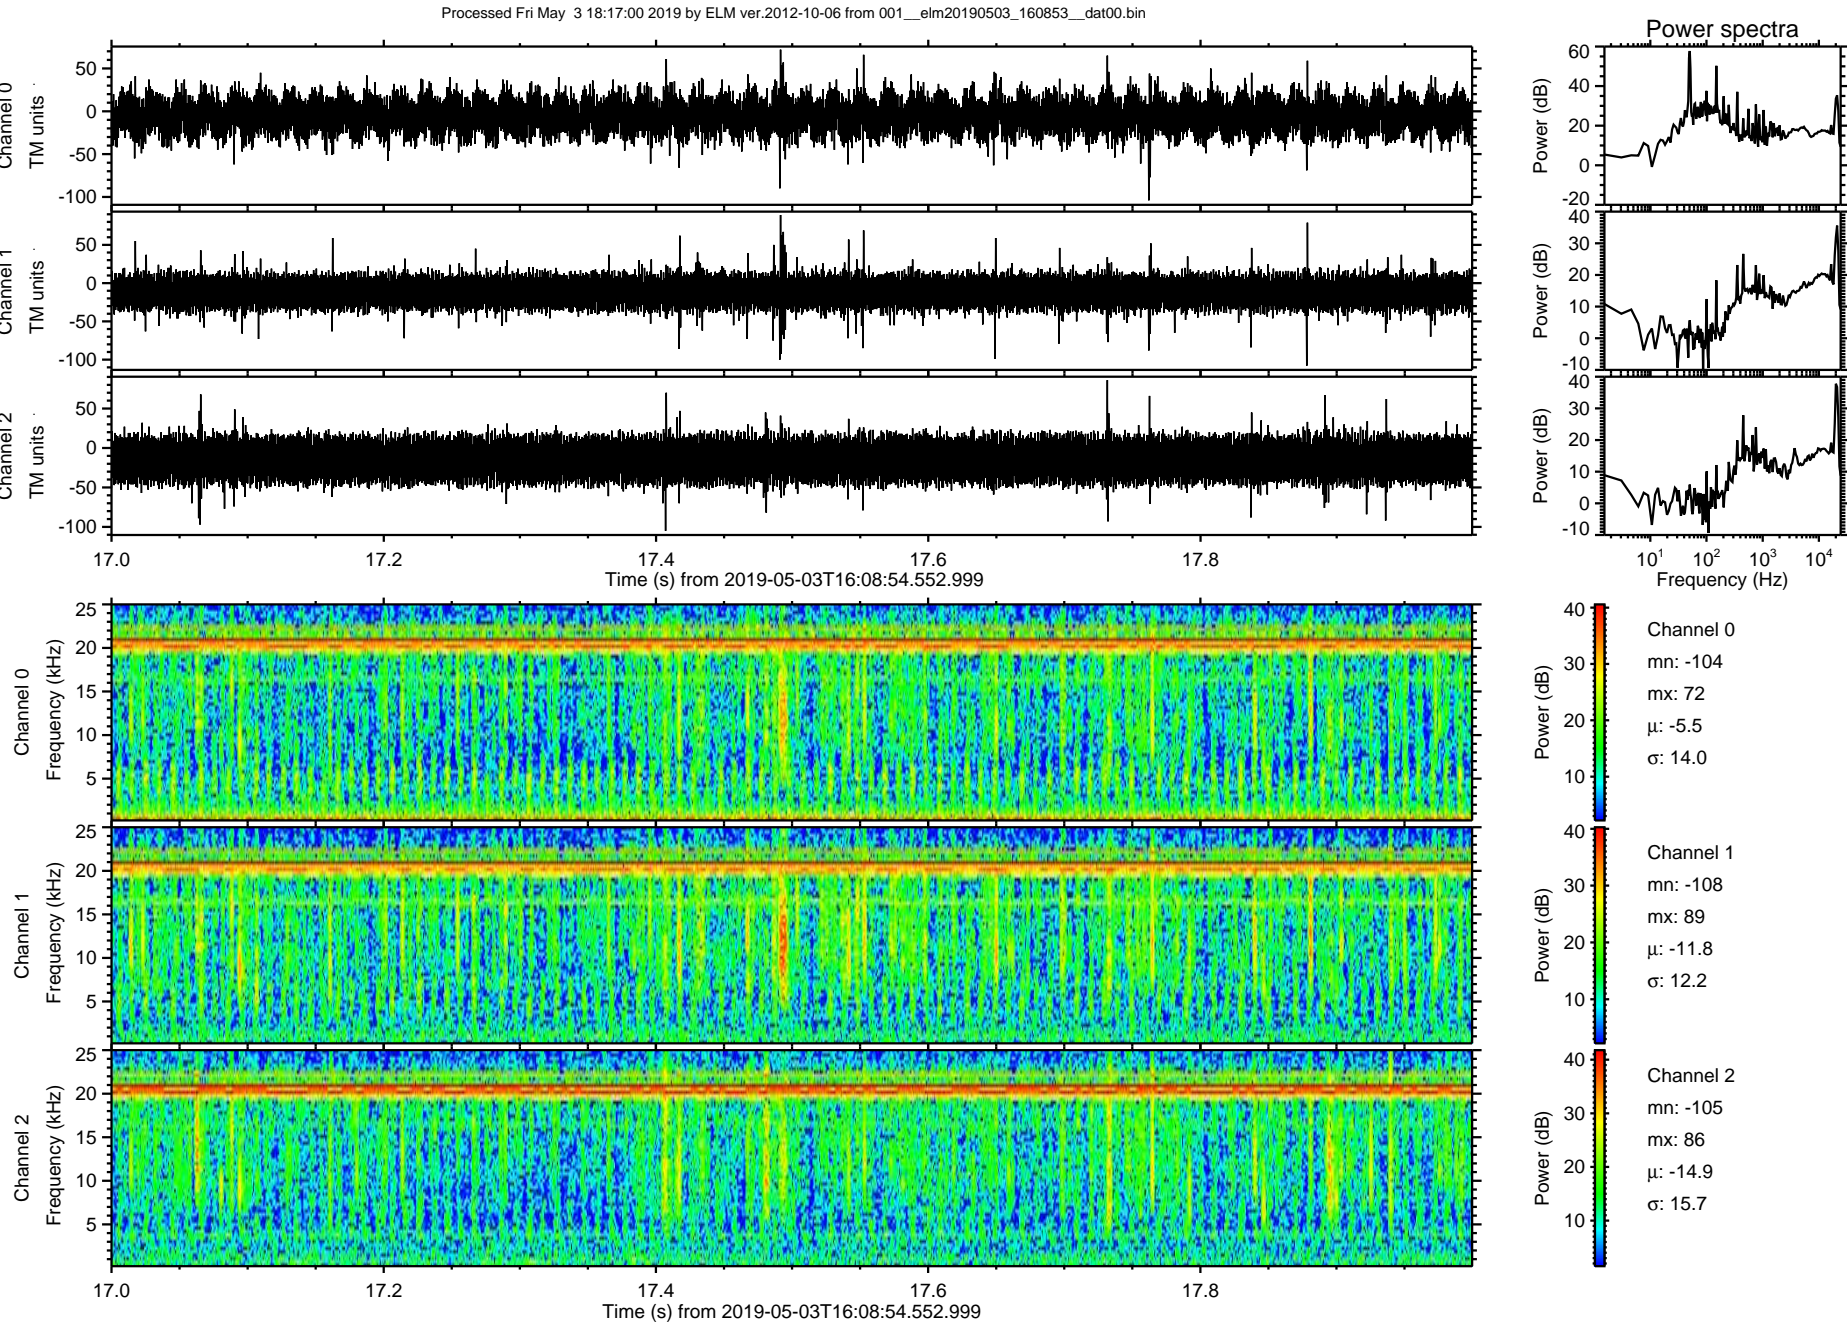 Processed Fri May  3 18:17:00 2019 by ELM ver.2012-10-06 from 001__elm20190503_160853__dat00.bin
Power spectra
Channel 0
TM units
50
0
-50
-100
Power (dB)
60
40
20
0
-20
Channel 1
TM units
50
0
-50
-100
Power (dB)
40
30
20
10
0
-10
Channel 2
TM units
50
0
-50
-100
Power (dB)
40
30
20
10
0
-10
17.0 17.2 17.4 17.6 17.8
Time (s) from 2019-05-03T16:08:54.552.999
10^1 10^2 10^3 10^4
Frequency (Hz)
Channel 0
Frequency (kHz)
25
20
15
10
5
Power (dB)
40
30
20
10
Channel 0
mn: -104
mx: 72
μ: -5.5
σ: 14.0
Channel 1
Frequency (kHz)
25
20
15
10
5
Power (dB)
40
30
20
10
Channel 1
mn: -108
mx: 89
μ: -11.8
σ: 12.2
Channel 2
Frequency (kHz)
25
20
15
10
5
Power (dB)
40
30
20
10
Channel 2
mn: -105
mx: 86
μ: -14.9
σ: 15.7
17.0 17.2 17.4 17.6 17.8
Time (s) from 2019-05-03T16:08:54.552.999